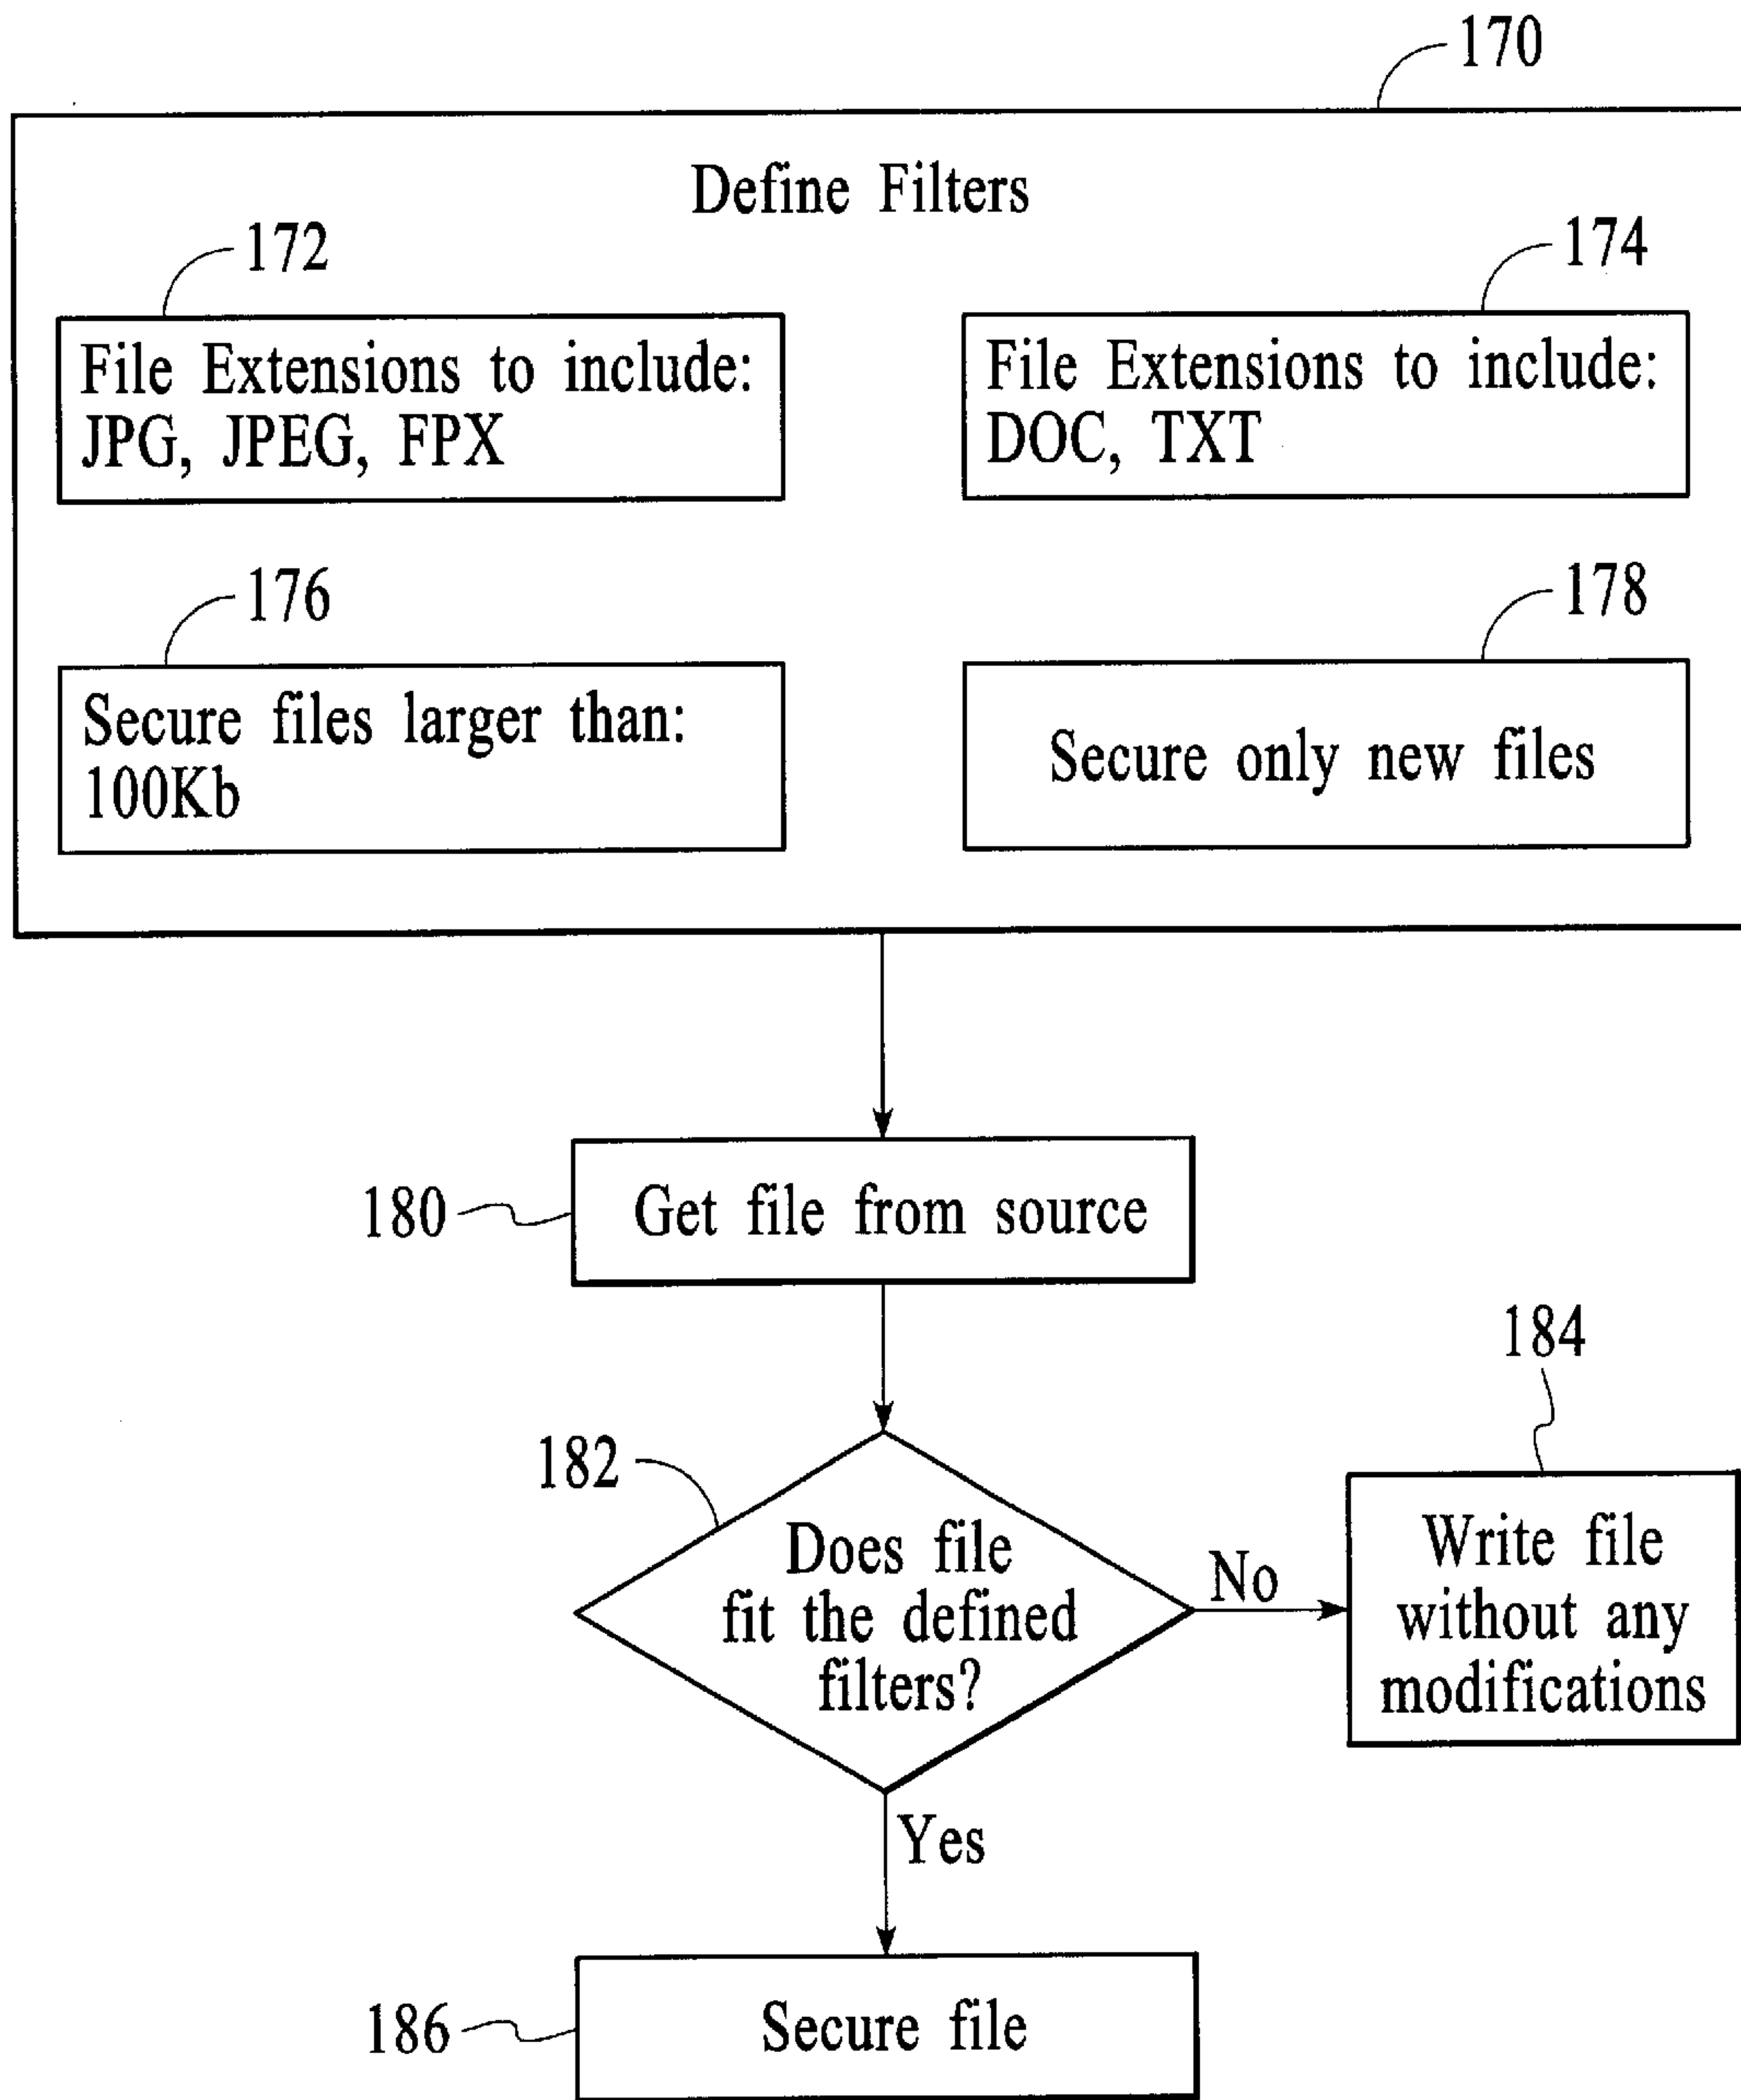 170
Define Filters
172
174
File Extensions to include:
JPG, JPEG, FPX
File Extensions to include:
DOC, TXT
176
178
Secure files larger than:
100Kb
Secure only new files
180
Get file from source
184
182
Does file
fit the defined
filters?
No
Write file
without any
modifications
Yes
186
Secure file